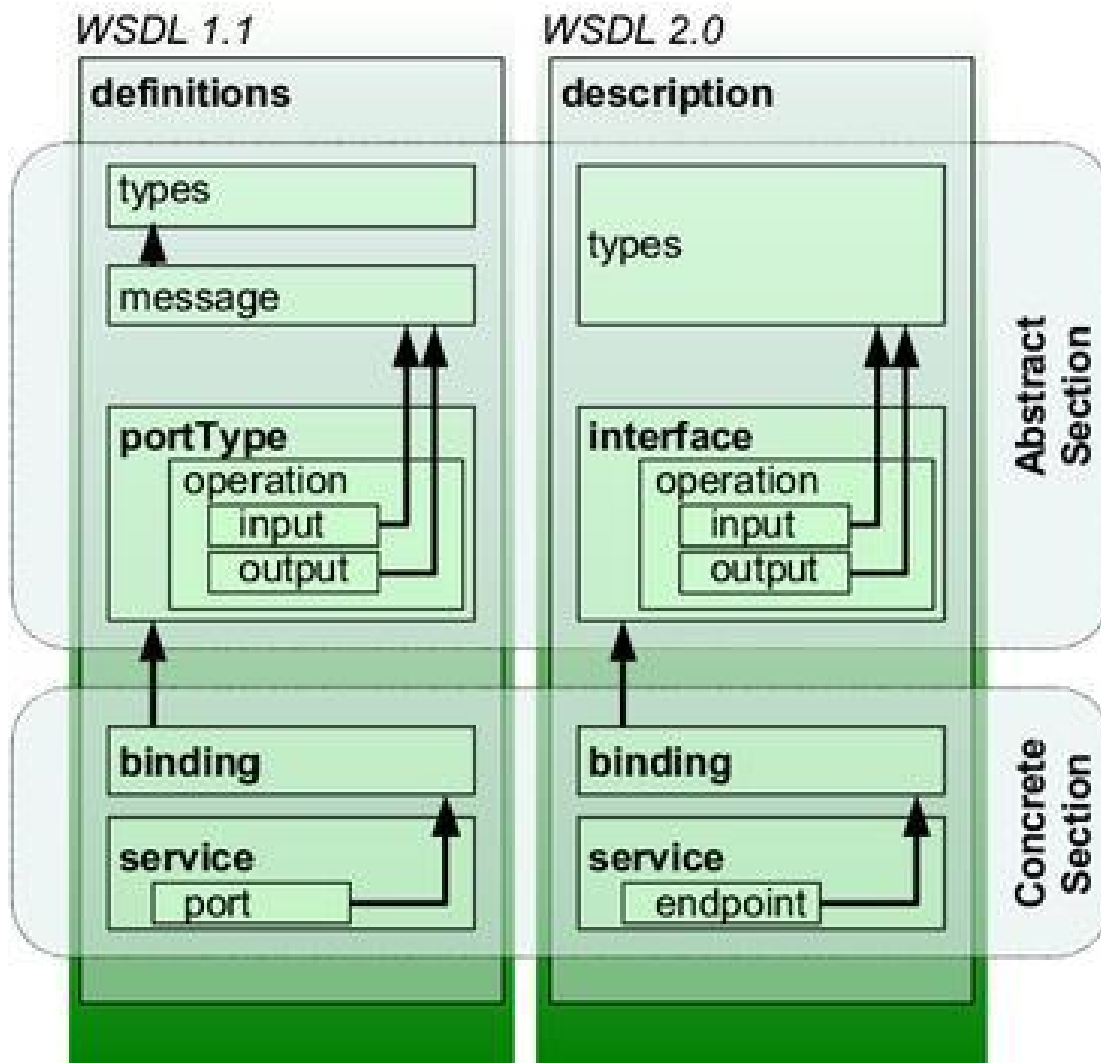 WSDL 1.1
definitions
types
message
portType
operation
input
output
binding
service
port
WSDL 2.0
description
types
interface
operation
input
output
binding
service
endpoint
Abstract
Section
Concrete
Section